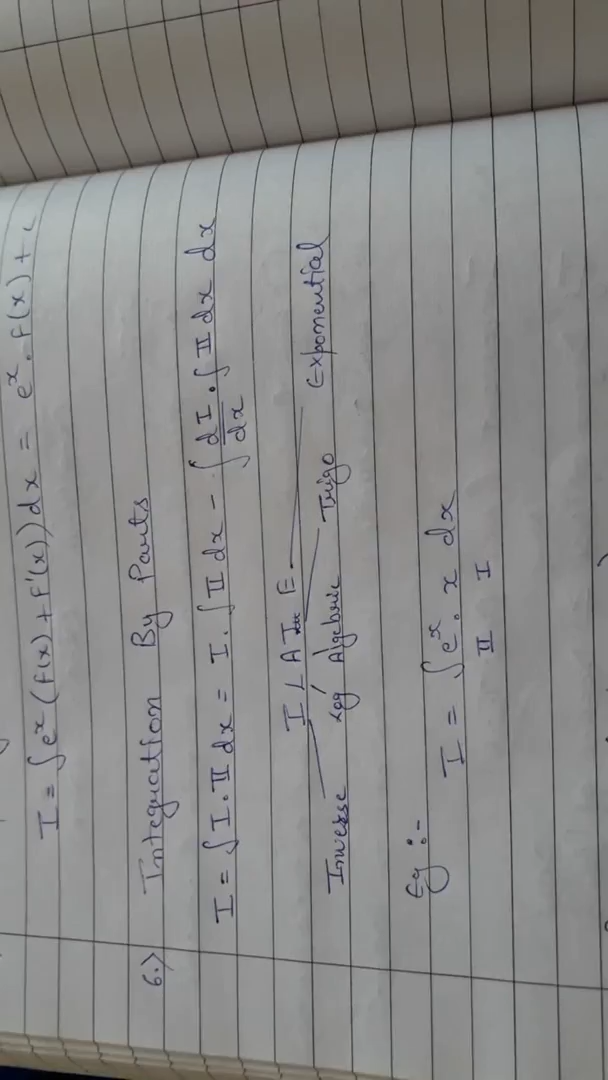 I = ∫eˣ(f(x) + f'(x))dx = eˣ. f(x) + c
6.) Integration By Parts
I = ∫I.II dx = I. ∫II dx - ∫dI/dx . ∫II dx dx
I L A T E
Inverse Log Algebric Trigo Exponential
Eg :- I = ∫eˣ. x dx
II I